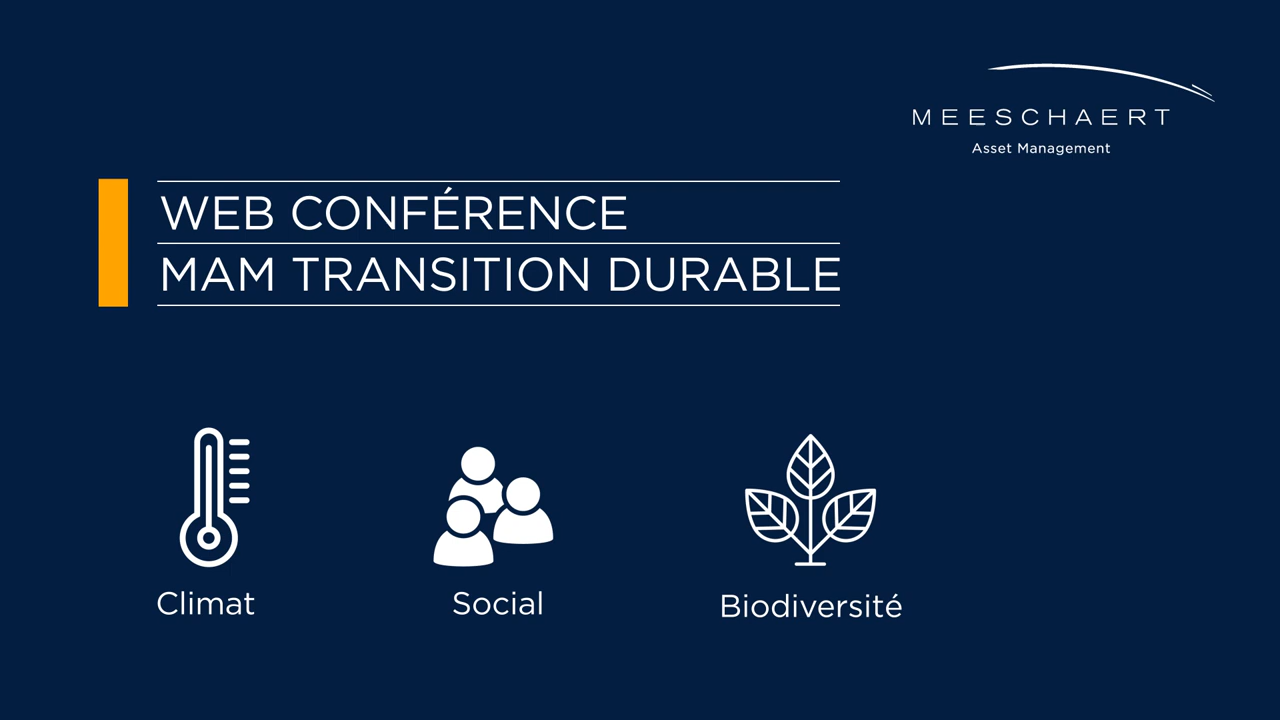 MEESCHAERT
Asset Management
WEB CONFÉRENCE
MAM TRANSITION DURABLE
Climat
Social
Biodiversité